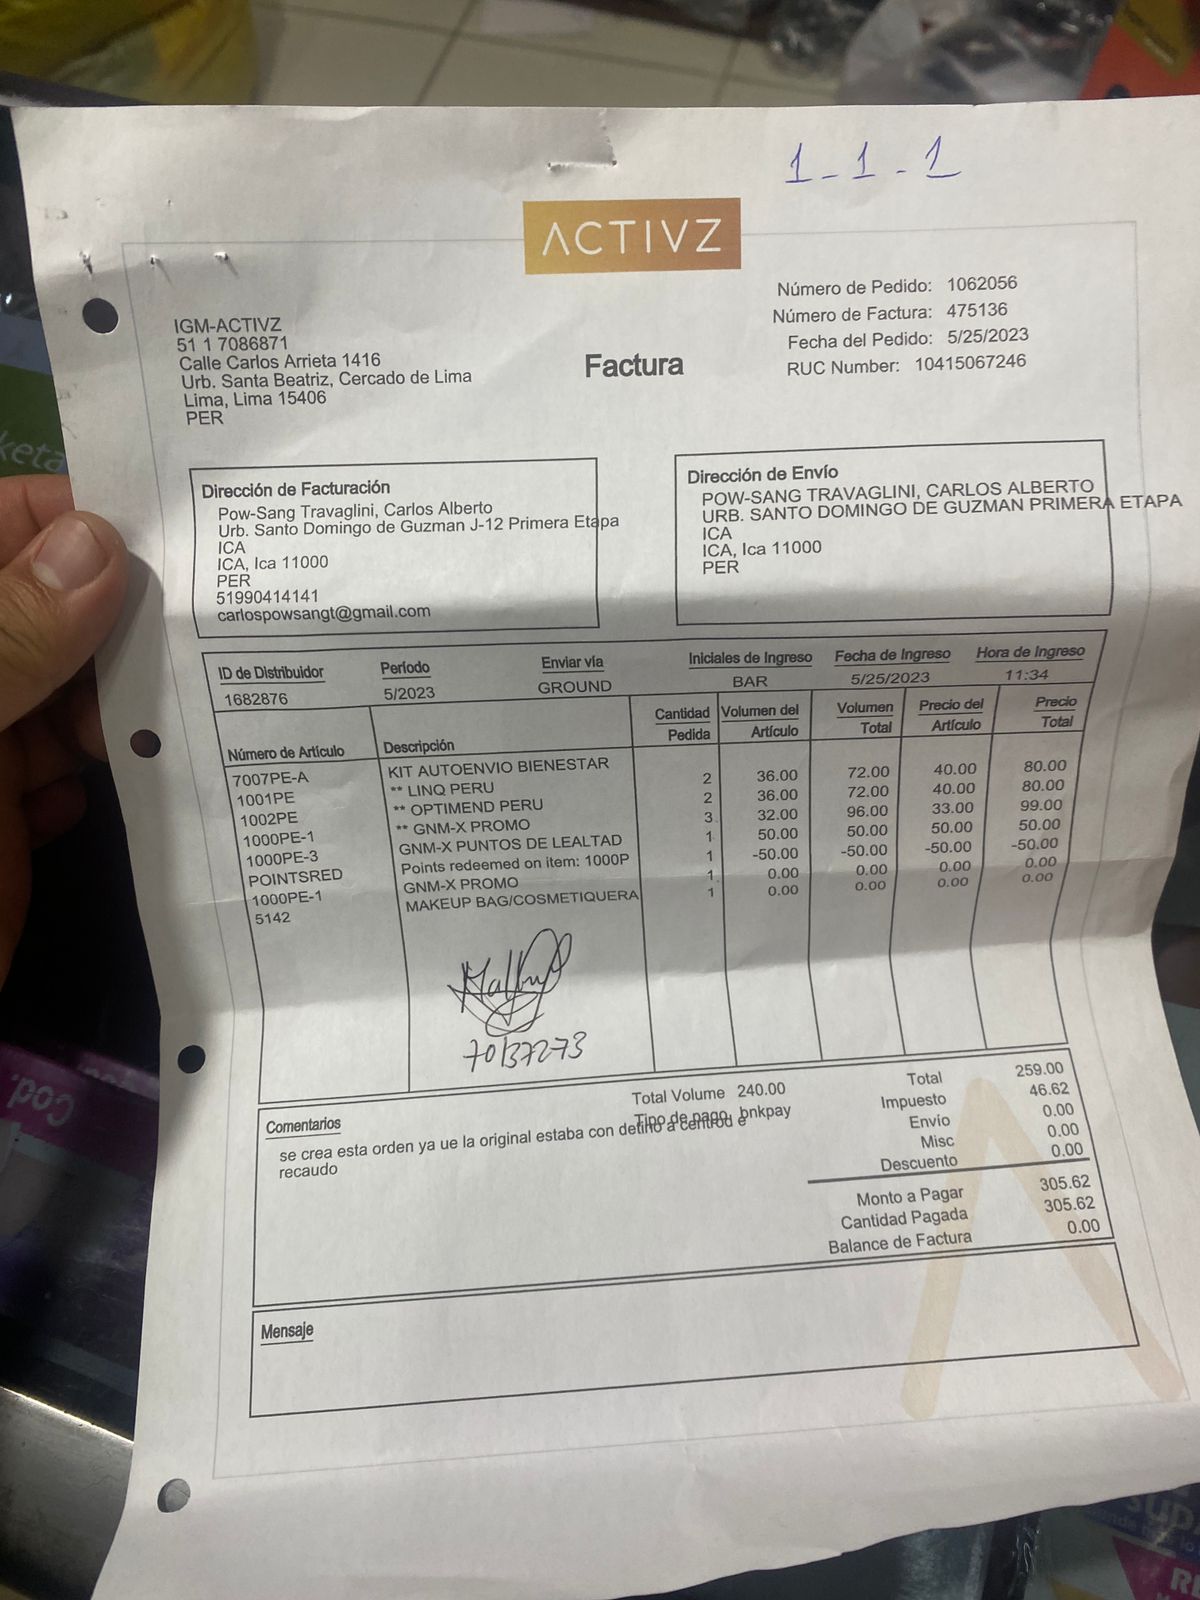 1-1-1
ACTIVZ
Número de Pedido: 1062056
Número de Factura: 475136
Fecha del Pedido: 5/25/2023
RUC Number: 10415067246
IGM-ACTIVZ
51 1 7086871
Calle Carlos Arrieta 1416
Urb. Santa Beatriz, Cercado de Lima
Lima, Lima 15406
PER
Factura
Dirección de Facturación
Pow-Sang Travaglini, Carlos Alberto
Urb. Santo Domingo de Guzman J-12 Primera Etapa
ICA
ICA, Ica 11000
PER
51990414141
carlospowsangt@gmail.com
Dirección de Envío
POW-SANG TRAVAGLINI, CARLOS ALBERTO
URB. SANTO DOMINGO DE GUZMAN PRIMERA ETAPA
ICA
ICA, Ica 11000
PER
ID de Distribuidor Período Enviar vía Iniciales de Ingreso Fecha de Ingreso Hora de Ingreso
1682876 5/2023 GROUND BAR 5/25/2023 11:34
Número de Artículo Descripción Cantidad Pedida Volumen del Artículo Volumen Total Precio del Artículo Precio Total
7007PE-A KIT AUTOENVIO BIENESTAR
1001PE ** LINQ PERU 2 36.00 72.00 40.00 80.00
1002PE ** OPTIMEND PERU 2 36.00 72.00 40.00 80.00
1000PE-1 ** GNM-X PROMO 3 32.00 96.00 33.00 99.00
1000PE-3 GNM-X PUNTOS DE LEALTAD 1 50.00 50.00 50.00 50.00
POINTSRED Points redeemed on item: 1000P 1 -50.00 -50.00 -50.00 -50.00
1000PE-1 GNM-X PROMO 1 0.00 0.00 0.00 0.00
5142 MAKEUP BAG/COSMETIQUERA 1 0.00 0.00 0.00 0.00
70137273
Total Volume 240.00
Tipo de pago bnkpay
Comentarios
se crea esta orden ya ue la original estaba con detino a centrod e
recaudo
Total 259.00
Impuesto 46.62
Envío 0.00
Misc 0.00
Descuento 0.00
Monto a Pagar 305.62
Cantidad Pagada 305.62
Balance de Factura 0.00
Mensaje
keta
Cod.